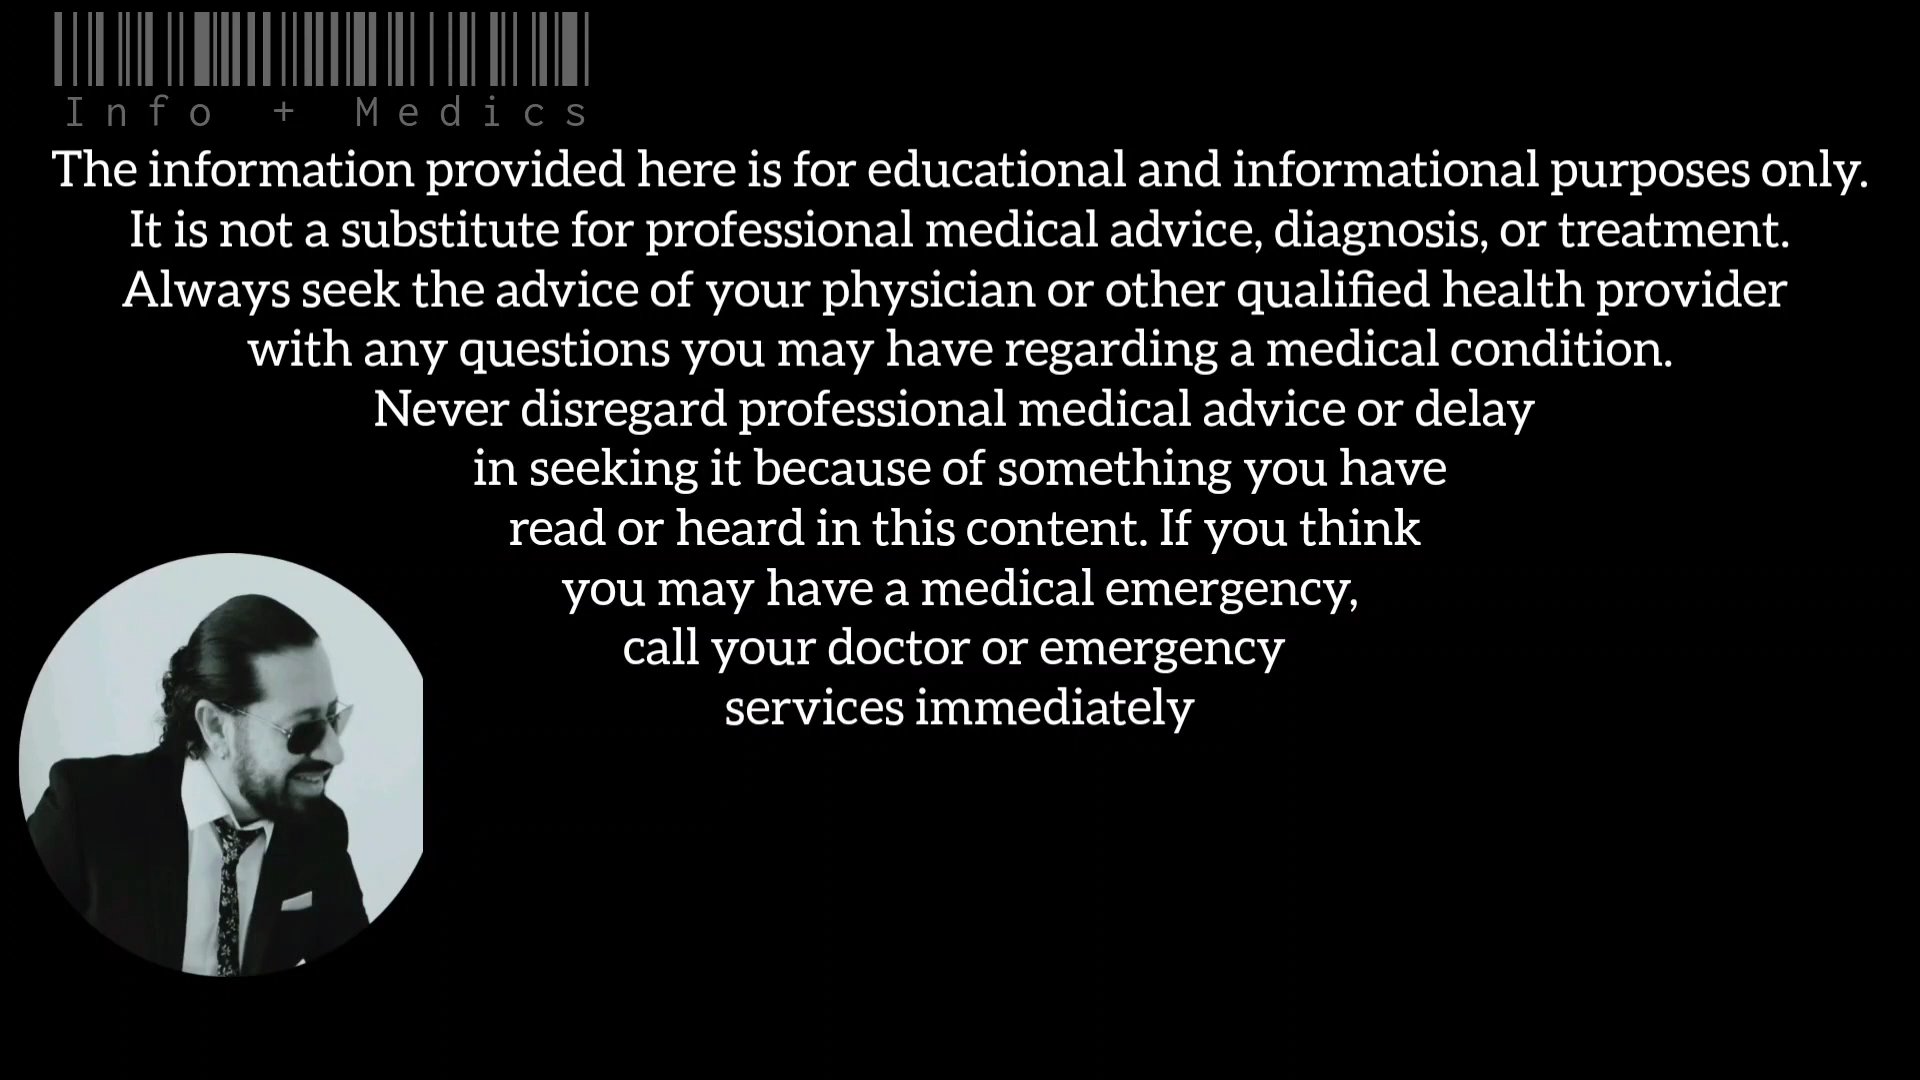 Info + Medics
The information provided here is for educational and informational purposes only.
It is not a substitute for professional medical advice, diagnosis, or treatment.
Always seek the advice of your physician or other qualified health provider
with any questions you may have regarding a medical condition.
Never disregard professional medical advice or delay
in seeking it because of something you have
read or heard in this content. If you think
you may have a medical emergency,
call your doctor or emergency
services immediately